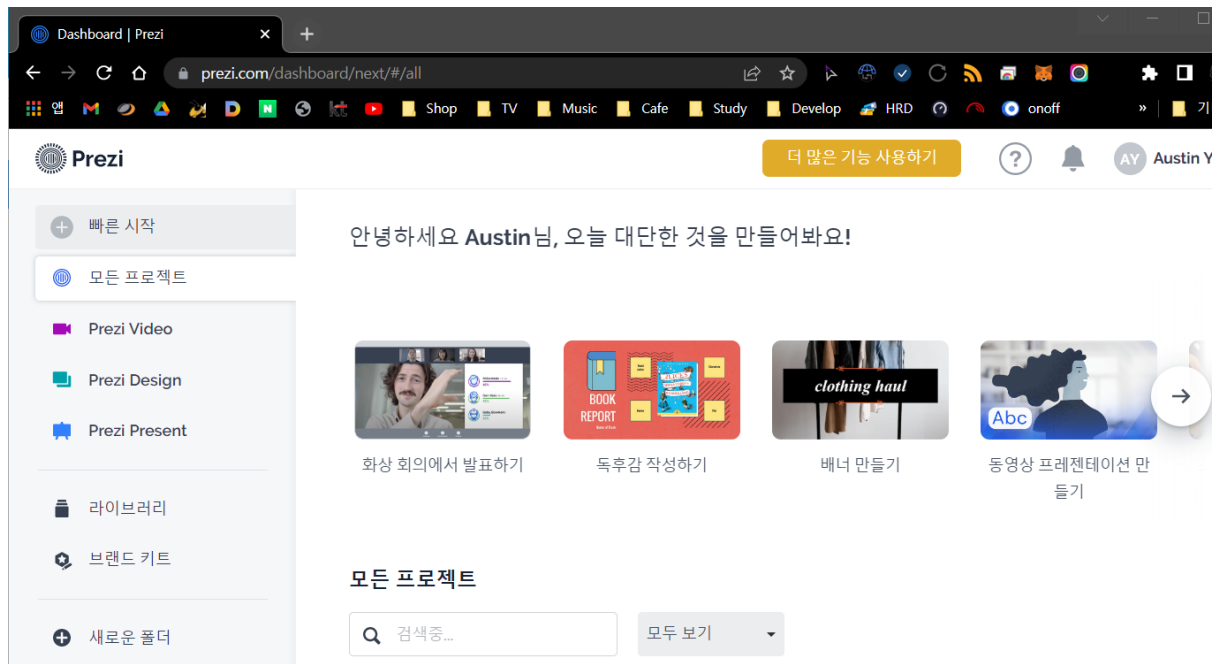 Dashboard | Prezi
prezi.com/dashboard/next/#/all
앱
Shop
TV
Music
Cafe
Study
Develop
HRD
onoff
»
기
Prezi
더 많은 기능 사용하기
?
AY
Austin Y
빠른 시작
모든 프로젝트
Prezi Video
Prezi Design
Prezi Present
라이브러리
브랜드 키트
새로운 폴더
안녕하세요 Austin님, 오늘 대단한 것을 만들어봐요!
BOOK
REPORT
clothing haul
Abc
화상 회의에서 발표하기
독후감 작성하기
배너 만들기
동영상 프레젠테이션 만
들기
모든 프로젝트
검색중...
모두 보기